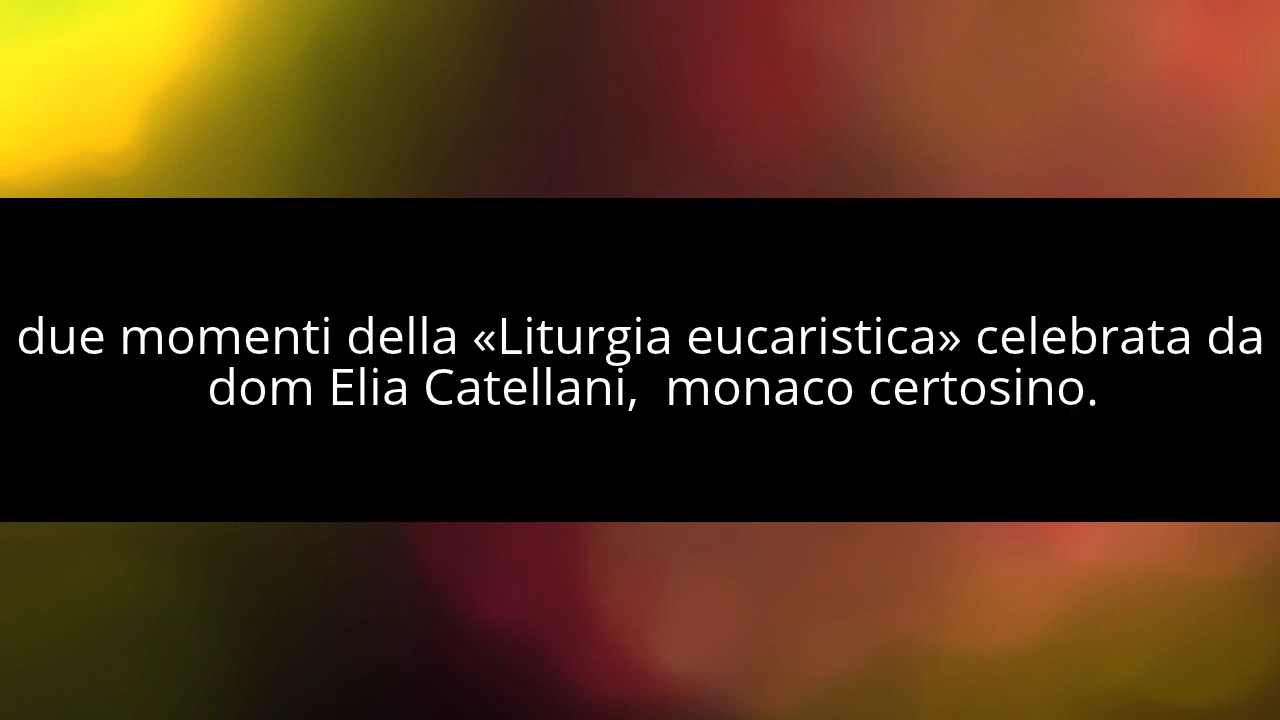 due momenti della «Liturgia eucaristica» celebrata da
dom Elia Catellani,  monaco certosino.